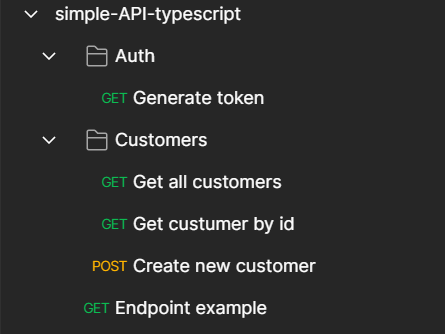 simple-API-typescript
Auth
GET Generate token
Customers
GET Get all customers
GET Get custumer by id
POST Create new customer
GET Endpoint example